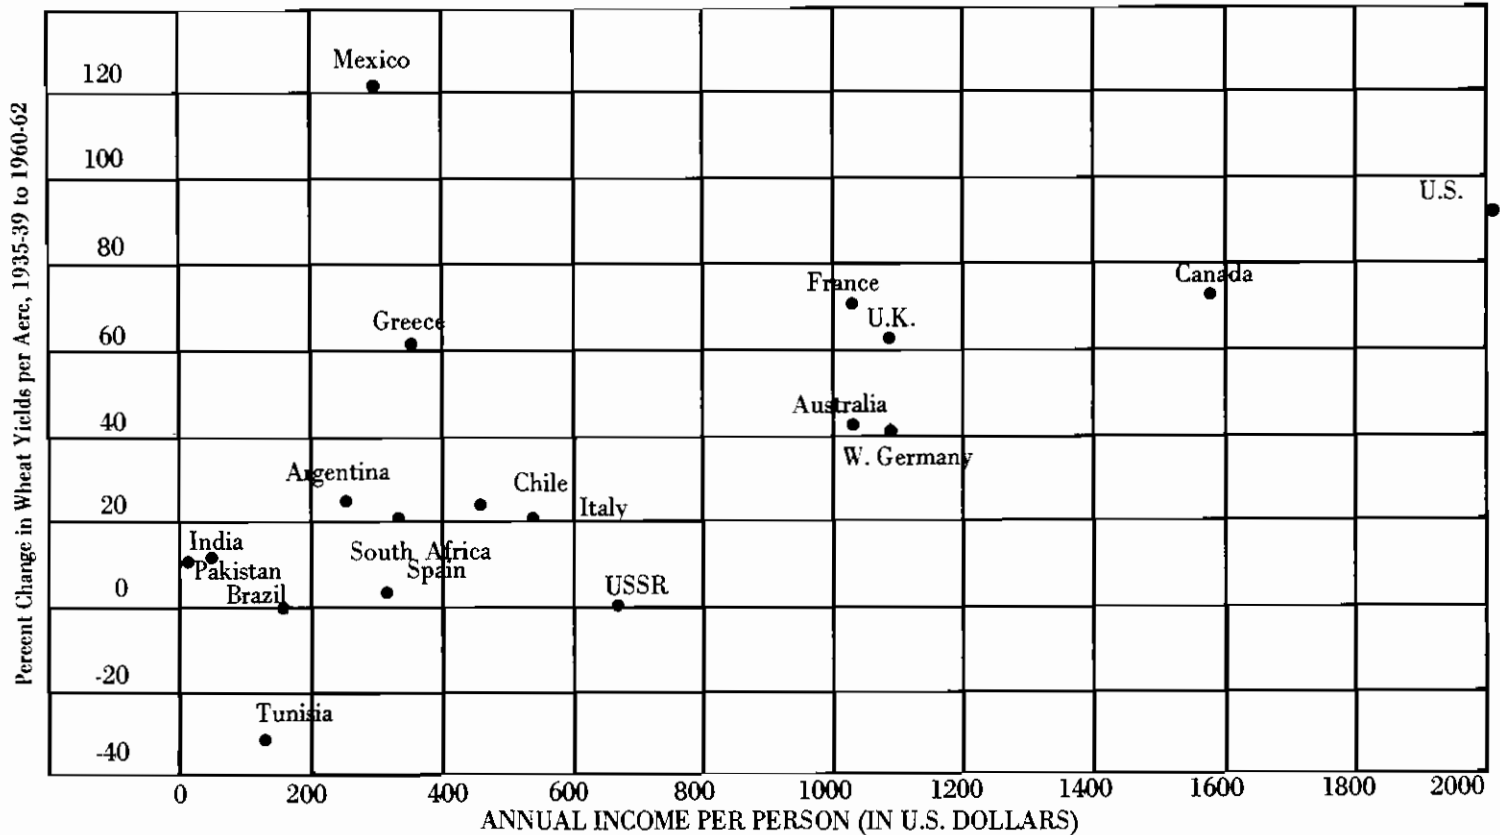 Mexico
120
100
U.S.
80
Canada
France
Greece
U.K.
60
Australia
40
W. Germany
Argentina
Chile
20
Italy
India
South Africa
Pakistan
Spain
0
Brazil
USSR
-20
Tunisia
-40
0 200 400 600 800 1000 1200 1400 1600 1800 2000
ANNUAL INCOME PER PERSON (IN U.S. DOLLARS)
Percent Change in Wheat Yields per Acre, 1935-39 to 1960-62